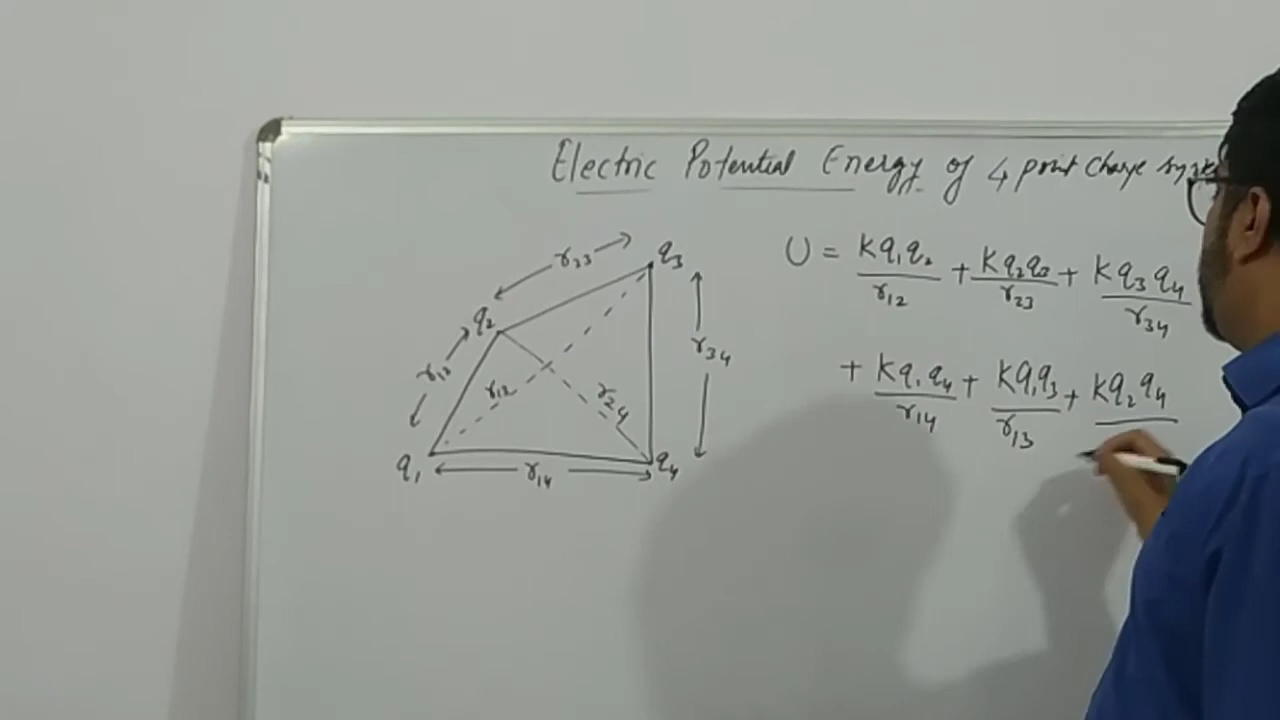 Electric Potential Energy of 4 point charge
r23
q3
q2
r12
r34
r13
r24
q1
r14
q4
U = Kq1q2/r12 + Kq2q3/r23 + Kq3q4/r34
+ Kq1q4/r14 + Kq1q3/r13 + Kq2q4